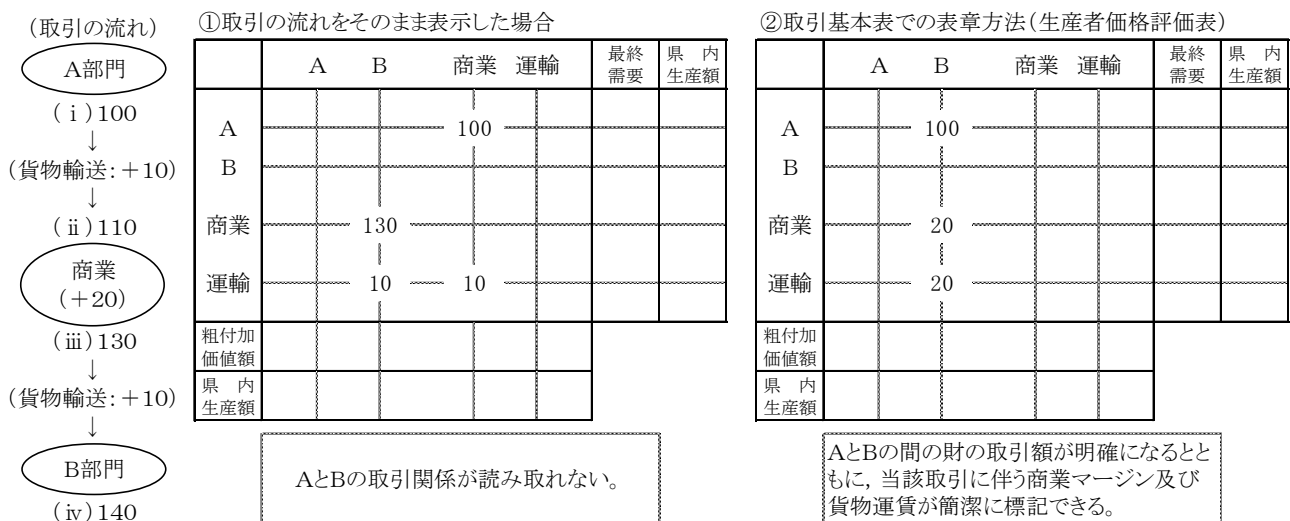 (取引の流れ)
A部門
(ⅰ)100
↓
(貨物輸送:+10)
↓
(ⅱ)110
商業
(+20)
(ⅲ)130
↓
(貨物輸送:+10)
↓
B部門
(ⅳ)140
①取引の流れをそのまま表示した場合
A B 商業 運輸 最終需要 県内生産額
A 100
B
商業 130
運輸 10 10
粗付加価値額
県内生産額
AとBの取引関係が読み取れない。
②取引基本表での表章方法(生産者価格評価表)
A B 商業 運輸 最終需要 県内生産額
A 100
B
商業 20
運輸 20
粗付加価値額
県内生産額
AとBの間の財の取引額が明確になるとと
もに, 当該取引に伴う商業マージン及び
貨物運賃が簡潔に標記できる。